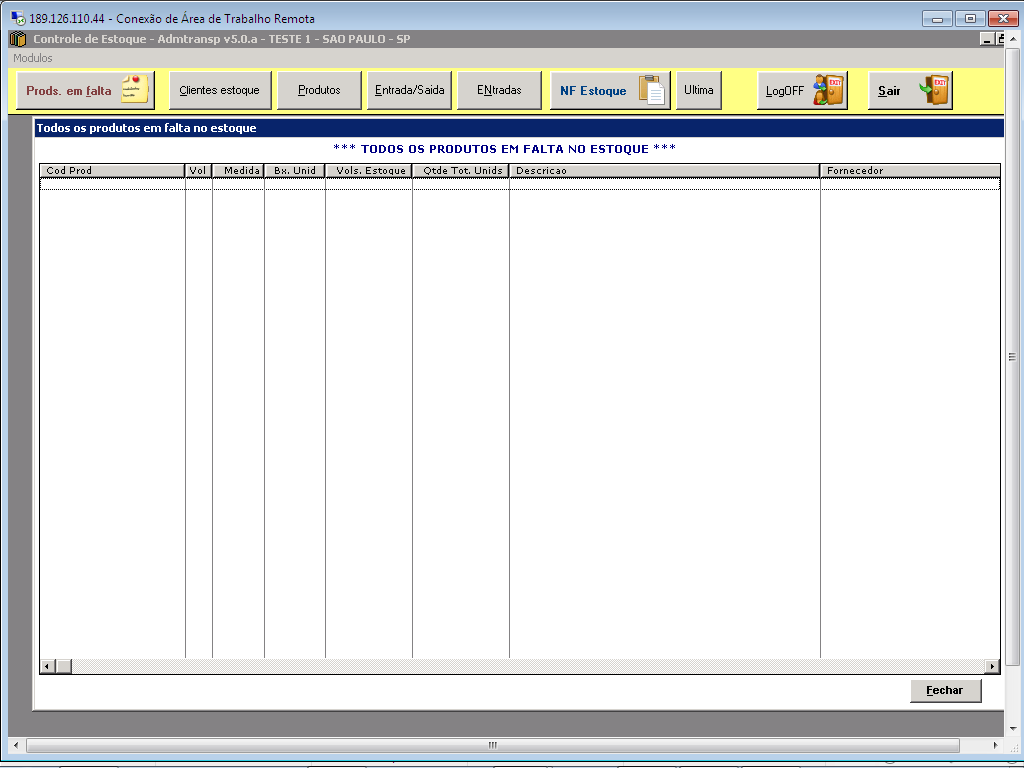 189.126.110.44 - Conexão de Área de Trabalho Remota
Controle de Estoque - Admtransp v5.0.a - TESTE 1 - SAO PAULO - SP
Modulos
Prods. em falta Clientes estoque Produtos Entrada/Saida ENtradas NF Estoque Ultima LogOFF EXIT Sair EXIT
Todos os produtos em falta no estoque
*** TODOS OS PRODUTOS EM FALTA NO ESTOQUE ***
Cod Prod Vol Medida Bx. Unid Vols. Estoque Qtde Tot. Unids Descricao Fornecedor
Fechar